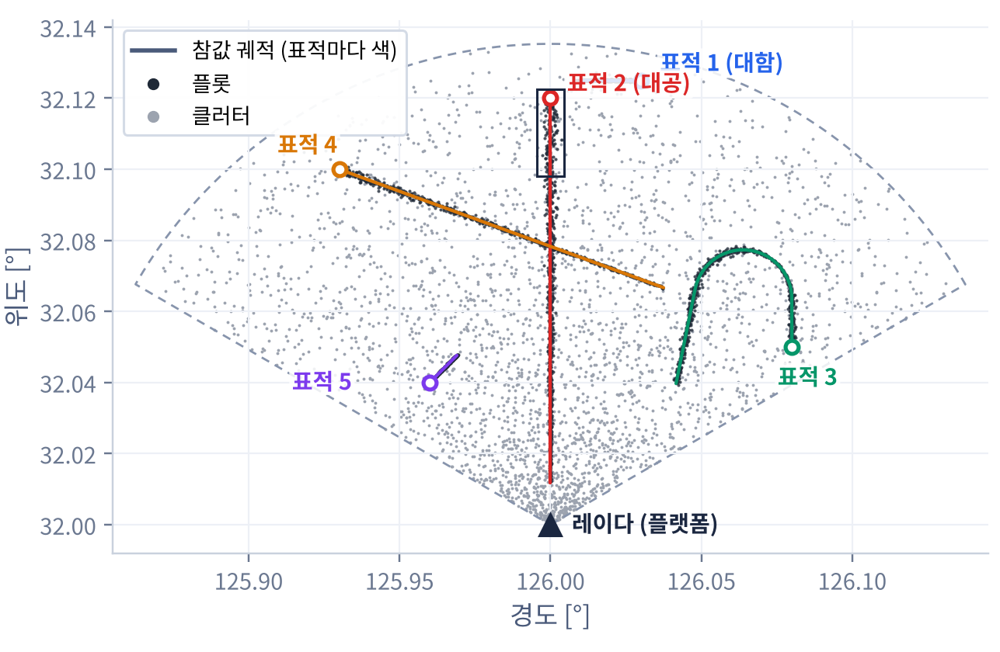 32.14
32.12
32.10
32.08
32.06
32.04
32.02
32.00
위도 [°]
참값 궤적 (표적마다 색)
플롯
클러터
표적 1 (대함)
표적 2 (대공)
표적 4
표적 5
표적 3
레이다 (플랫폼)
125.90
125.95
126.00
126.05
126.10
경도 [°]